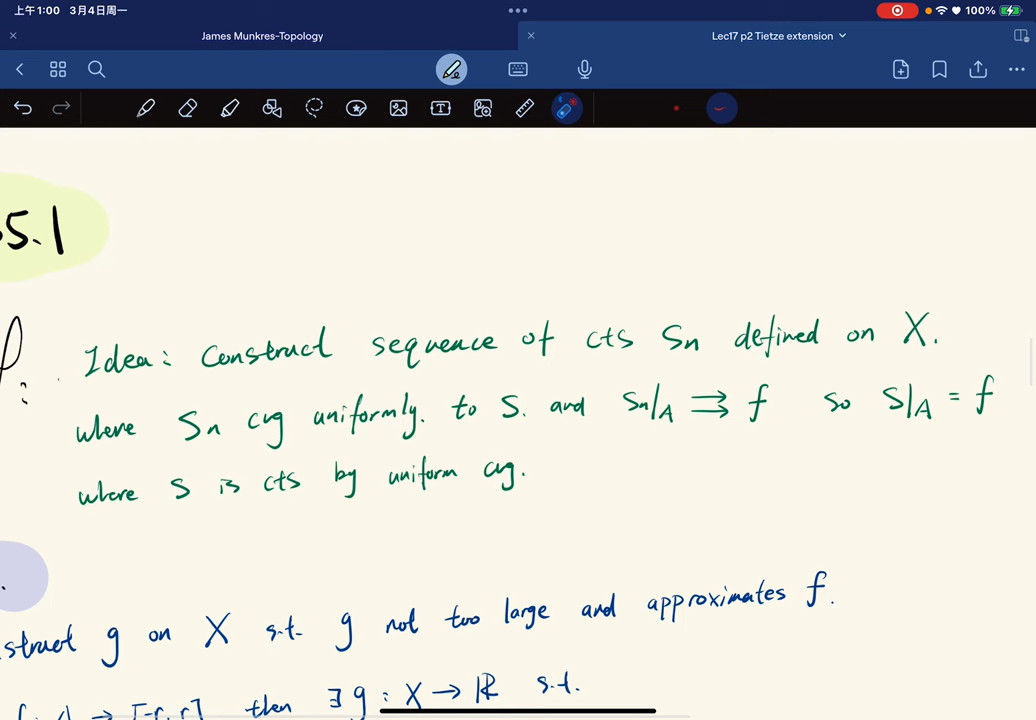 上午1:00 3月4日周一
100%
James Munkres-Topology
Lec17 p2 Tietze extension
5.1
Idea: Construct sequence of cts Sn defined on X.
where Sn cvg uniformly. to S. and Sn|A ⇉ f so S|A = f
where S is cts by uniform cvg.
struct g on X s.t. g not too large and approximates f.
→ [-r, r] then ∃ g : X → ℝ s.t.